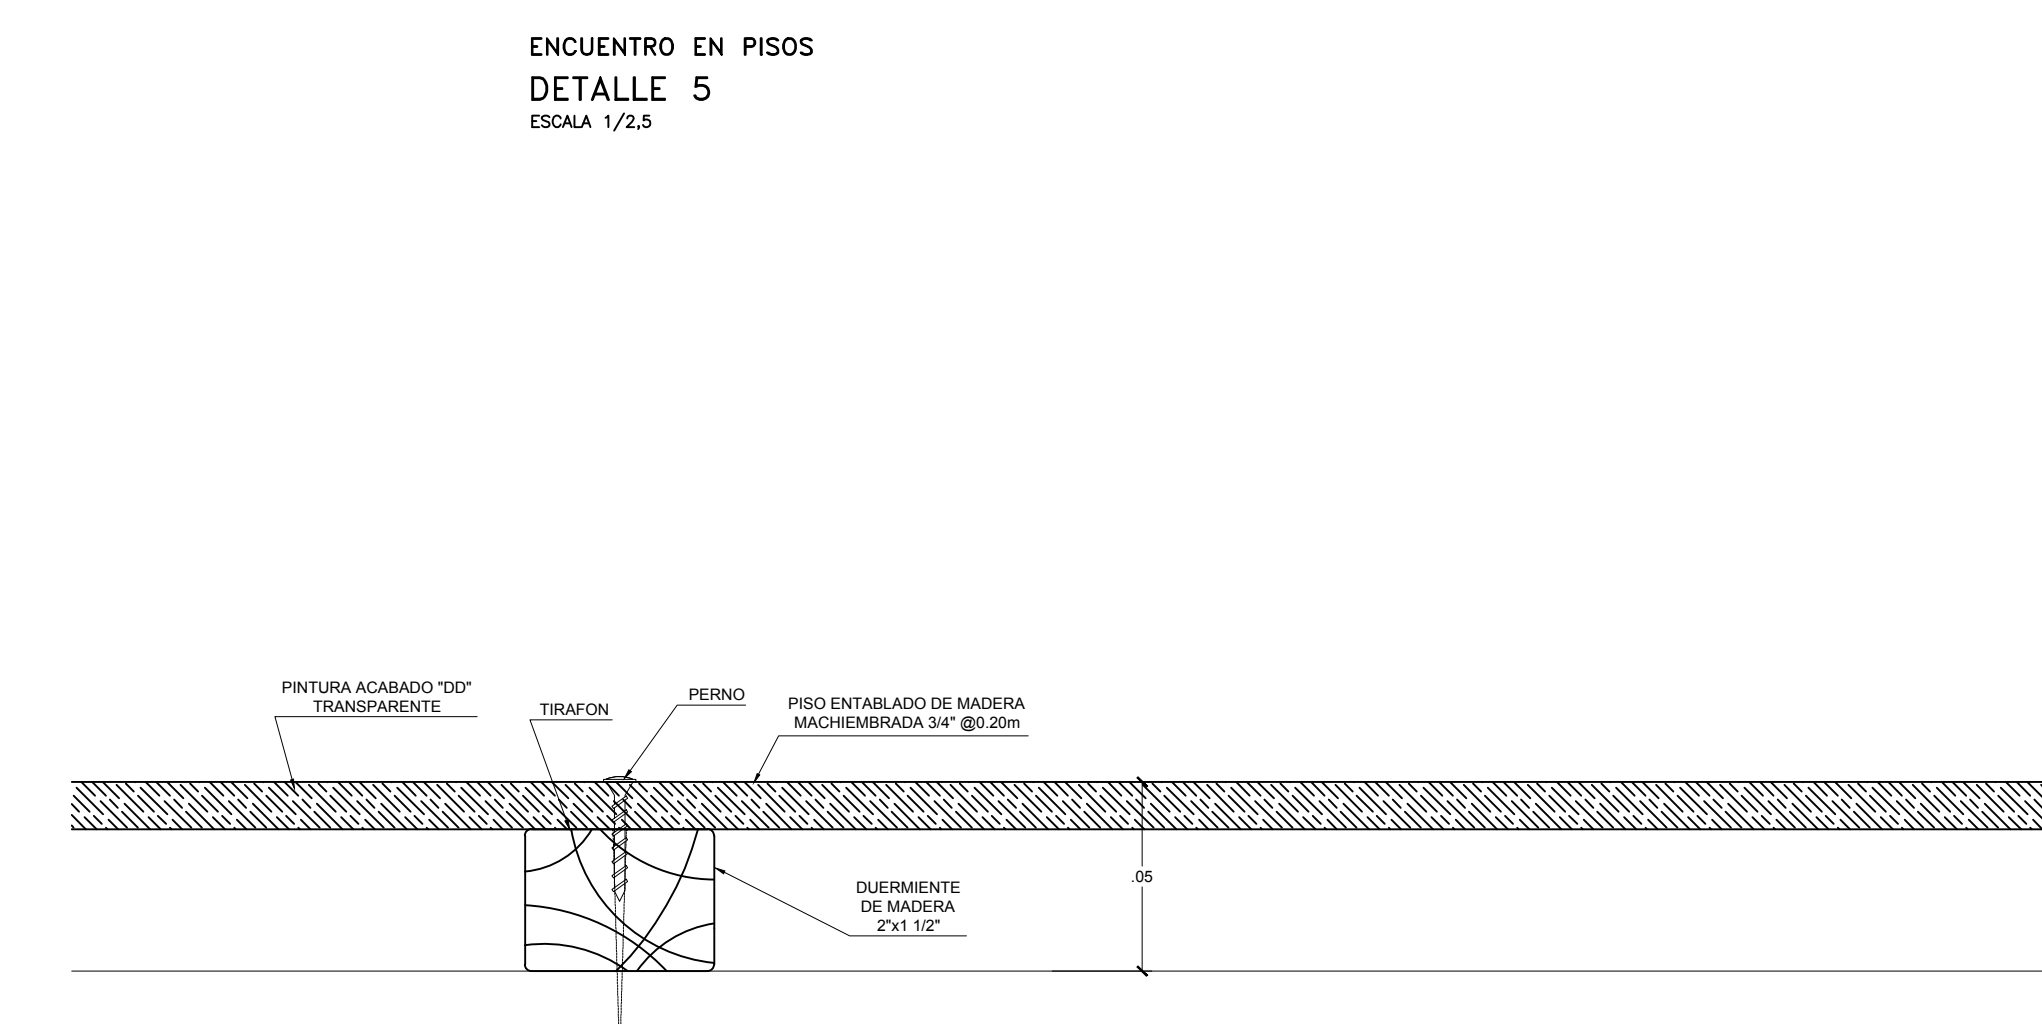 ENCUENTRO EN PISOS
DETALLE 5
ESCALA 1/2,5
PINTURA ACABADO "DD"
TRANSPARENTE
TIRAFON
PERNO
PISO ENTABLADO DE MADERA
MACHIEMBRADA 3/4" @0.20m
.05
DUERMIENTE
DE MADERA
2"x1 1/2"